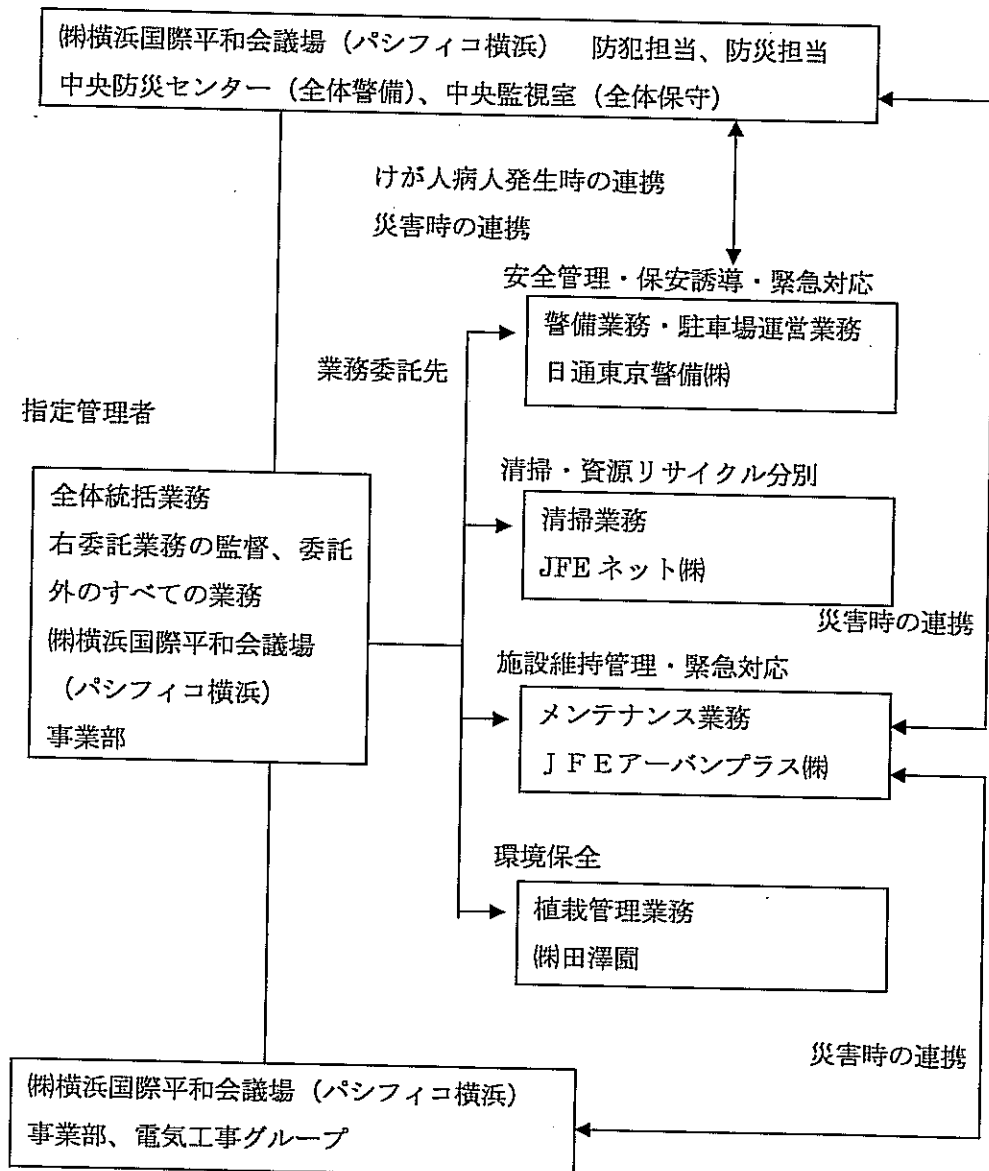 ㈱横浜国際平和会議場（パシフィコ横浜）　防犯担当、防災担当
中央防災センター（全体警備）、中央監視室（全体保守）
けが人病人発生時の連携
災害時の連携
安全管理・保安誘導・緊急対応
警備業務・駐車場運営業務
日通東京警備㈱
業務委託先
指定管理者
全体統括業務
右委託業務の監督、委託
外のすべての業務
㈱横浜国際平和会議場
（パシフィコ横浜）
事業部
清掃・資源リサイクル分別
清掃業務
JFEネット㈱
災害時の連携
施設維持管理・緊急対応
メンテナンス業務
ＪＦＥアーバンプラス㈱
環境保全
植栽管理業務
㈱田澤園
災害時の連携
㈱横浜国際平和会議場（パシフィコ横浜）
事業部、電気工事グループ